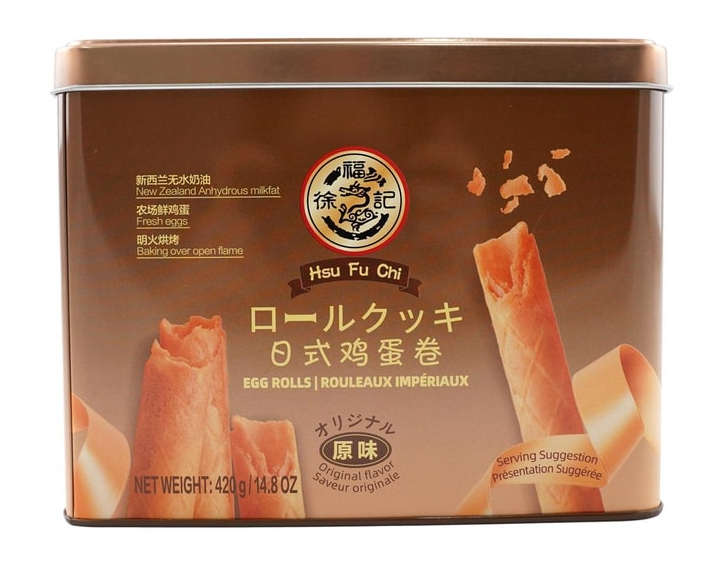 新西兰无水奶油
New Zealand Anhydrous milkfat
农场鲜鸡蛋
Fresh eggs
明火烘烤
Baking over open flame
福
徐記
Hsu Fu Chi
ロールクッキ
日式鸡蛋卷
EGG ROLLS | ROULEAUX IMPÉRIAUX
オリジナル
原味
Original flavor
Saveur originale
NET WEIGHT: 420 g / 14.8 OZ
Serving Suggestion
Présentation Suggérée